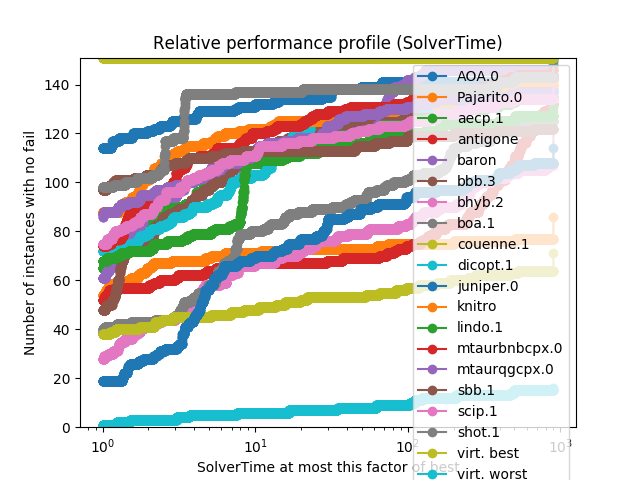 Relative performance profile (SolverTime)
Number of instances with no fail
140
120
100
80
60
40
20
0
10^0
10^1
10^2
10^3
SolverTime at most this factor of best
AOA.0
Pajarito.0
aecp.1
antigone
baron
bbb.3
bhyb.2
boa.1
couenne.1
dicopt.1
juniper.0
knitro
lindo.1
mtaurbnbcpx.0
mtaurqgcpx.0
sbb.1
scip.1
shot.1
virt. best
virt. worst